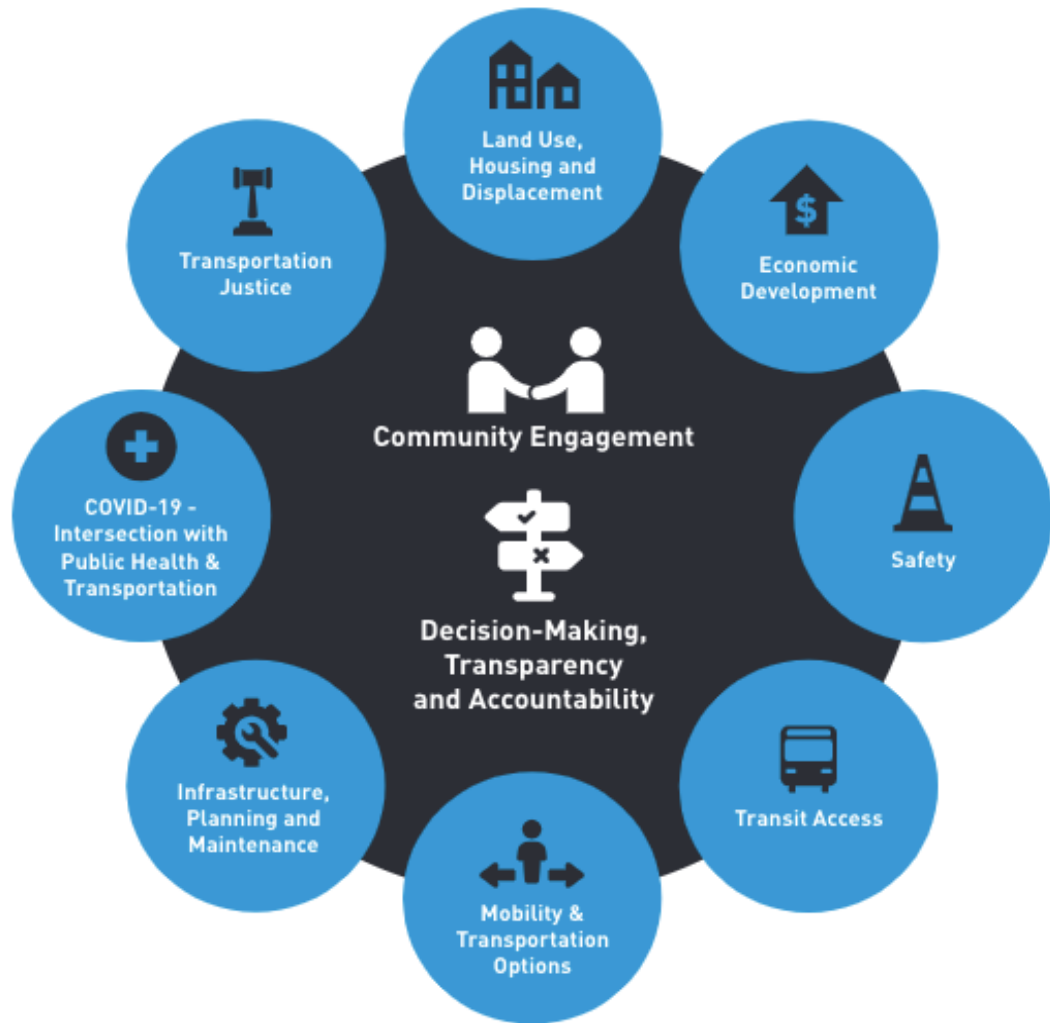 Land Use,
Housing and
Displacement
$
Economic
Development
Safety
Transit Access
Mobility &
Transportation
Options
Infrastructure,
Planning and
Maintenance
COVID-19 -
Intersection with
Public Health &
Transportation
Transportation
Justice
Community Engagement
Decision-Making,
Transparency
and Accountability